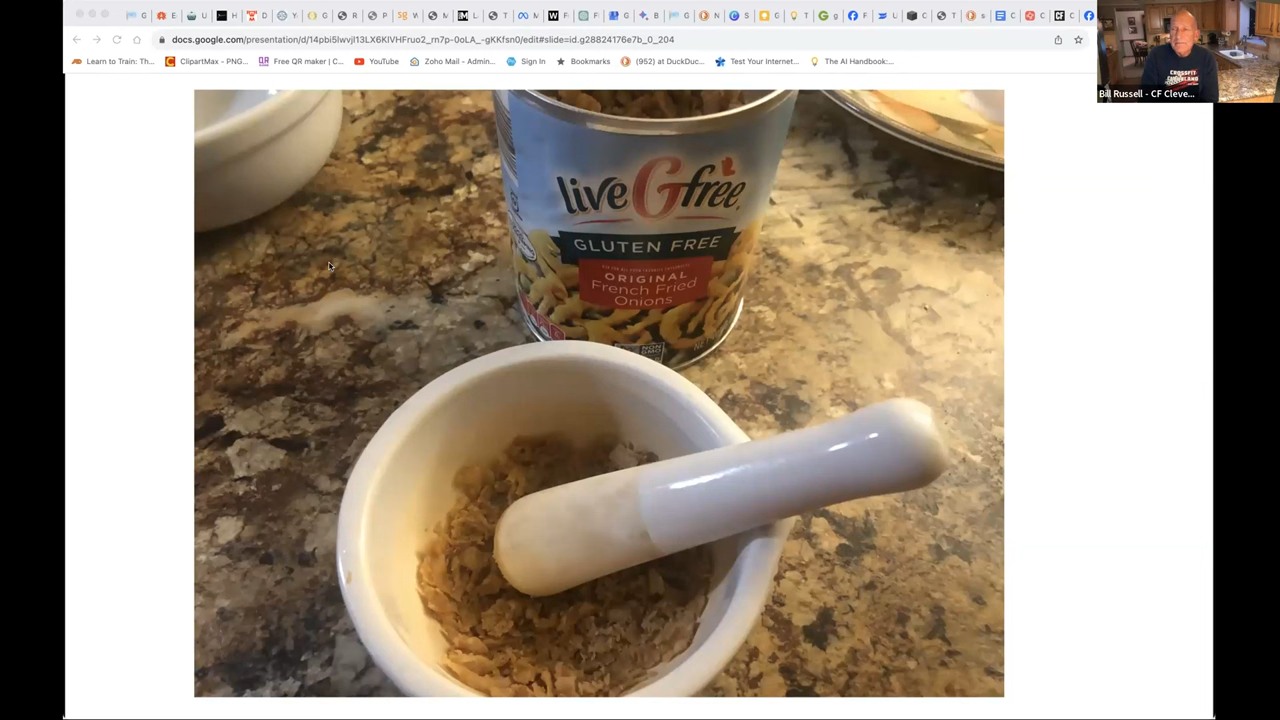 docs.google.com/presentation/d/14pbi5lwvjl13LX6KIVHFruo2_rn7p-0oLA_-gKKfsn0/edit#slide=id.g28824176e7b_0_204
Learn to Train: Th...
ClipartMax - PNG...
Free QR maker | C...
YouTube
Zoho Mail - Admin...
Sign In
Bookmarks
(952) at DuckDuc...
Test Your Internet...
The AI Handbook:...
CROSSFIT
CLEVELAND
Bill Russell - CF Cleve...
live G free
GLUTEN FREE
ORIGINAL
French Fried
Onions